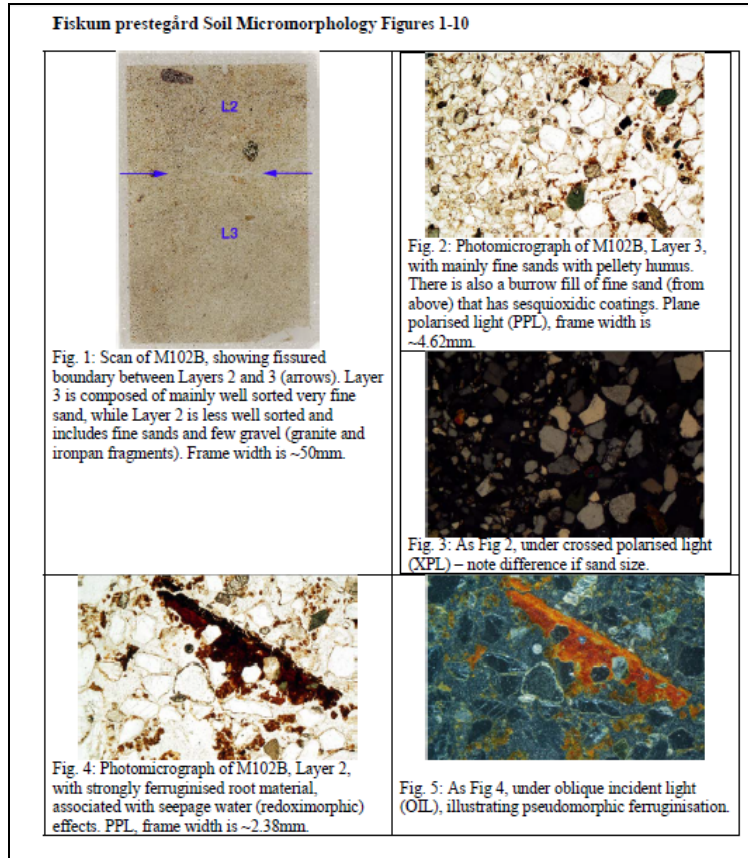 Fiskum prestegård Soil Micromorphology Figures 1-10
L2
L3
Fig. 1: Scan of M102B, showing fissured
boundary between Layers 2 and 3 (arrows). Layer
3 is composed of mainly well sorted very fine
sand, while Layer 2 is less well sorted and
includes fine sands and few gravel (granite and
ironpan fragments). Frame width is ~50mm.
Fig. 2: Photomicrograph of M102B, Layer 3,
with mainly fine sands with pellety humus.
There is also a burrow fill of fine sand (from
above) that has sesquioxidic coatings. Plane
polarised light (PPL), frame width is
~4.62mm.
Fig. 3: As Fig 2, under crossed polarised light
(XPL) – note difference if sand size.
Fig. 4: Photomicrograph of M102B, Layer 2,
with strongly ferruginised root material,
associated with seepage water (redoximorphic)
effects. PPL, frame width is ~2.38mm.
Fig. 5: As Fig 4, under oblique incident light
(OIL), illustrating pseudomorphic ferruginisation.